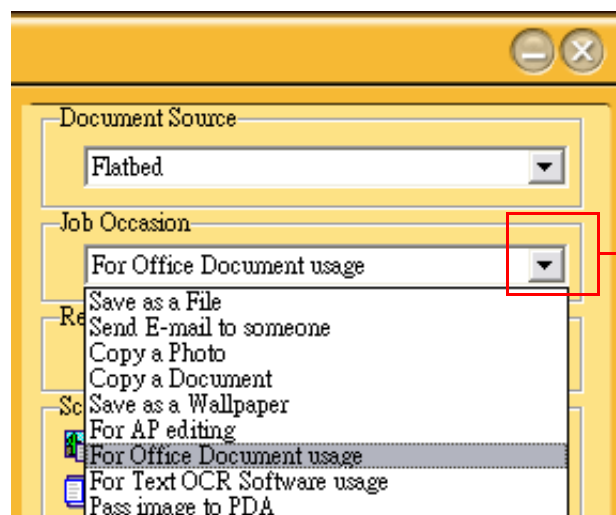 Document Source
Flatbed
Job Occasion
For Office Document usage
Save as a File
Re
Send E-mail to someone
Copy a Photo
Copy a Document
Sc
Save as a Wallpaper
For AP editing
For Office Document usage
For Text OCR Software usage
Pass image to PDA